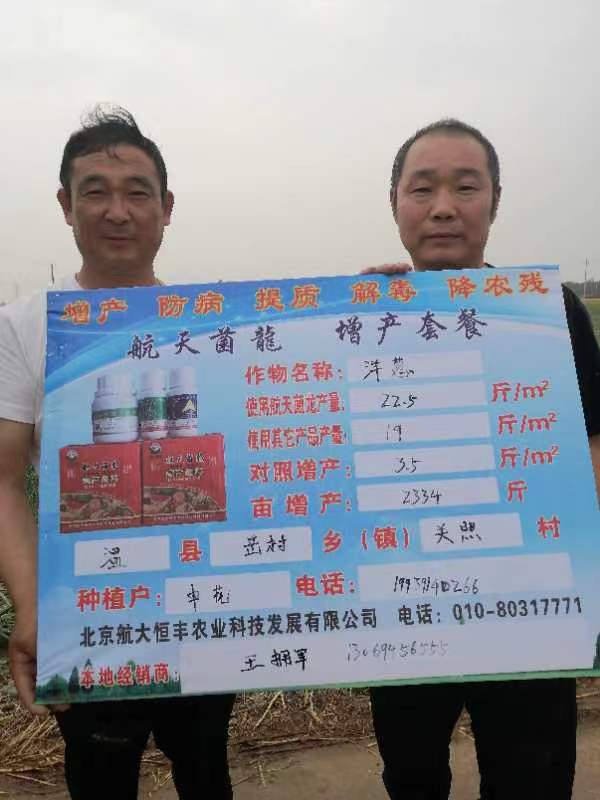 增产 防病 提质 解毒 降农残
航天菌龍 增产套餐
作物名称: 洋葱
使用航天菌龙产量: 22.5 斤/m²
使用其它产品产量: 19 斤/m²
对照增产: 3.5 斤/m²
亩增产: 2334 斤
温 县 岳村 乡(镇) 关照 村
种植户: 电话:
北京航大恒丰农业科技发展有限公司 电话: 010-80317771
本地经销商: 王拥军 13069456555